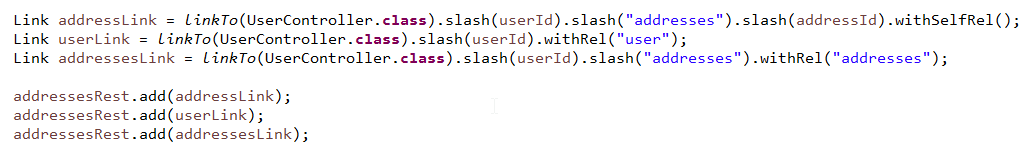 Link addressLink = linkTo(UserController.class).slash(userId).slash("addresses").slash(addressId).withSelfRel();
Link userLink = linkTo(UserController.class).slash(userId).withRel("user");
Link addressesLink = linkTo(UserController.class).slash(userId).slash("addresses").withRel("addresses");
addressesRest.add(addressLink);
addressesRest.add(userLink);
addressesRest.add(addressesLink);